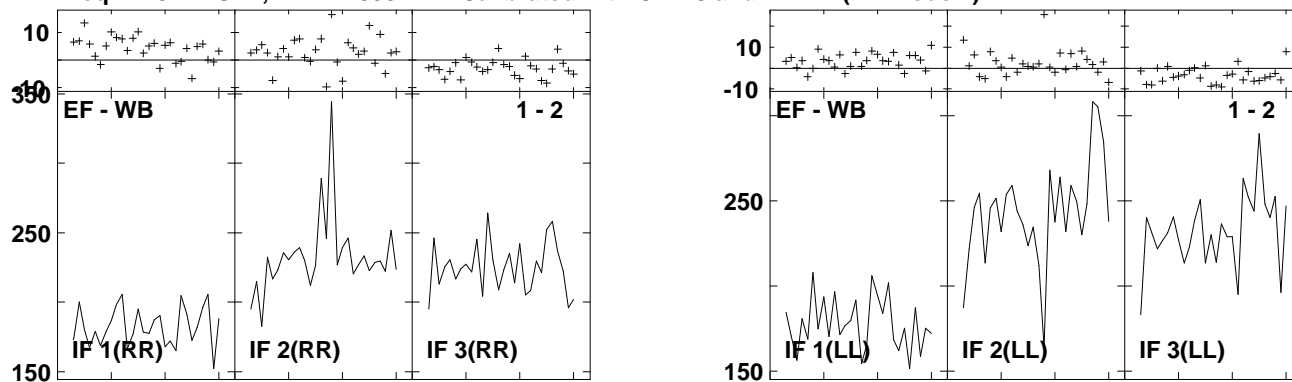 10
-10
350
EF - WB
1 - 2
250
150
IF 1(RR)
IF 2(RR)
IF 3(RR)
10
-10
EF - WB
1 - 2
250
150
IF 1(LL)
IF 2(LL)
IF 3(LL)